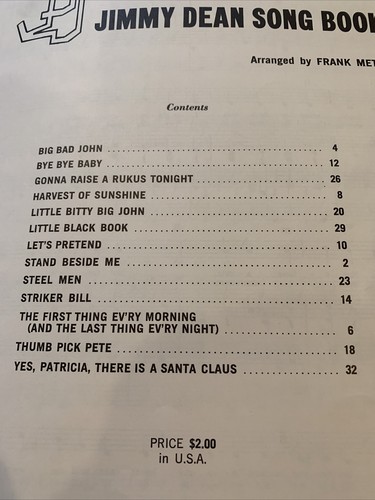 JIMMY DEAN SONG BOOK
Arranged by FRANK MET
Contents
BIG BAD JOHN 4
BYE BYE BABY 12
GONNA RAISE A RUKUS TONIGHT 26
HARVEST OF SUNSHINE 8
LITTLE BITTY BIG JOHN 20
LITTLE BLACK BOOK 29
LET'S PRETEND 10
STAND BESIDE ME 2
STEEL MEN 23
STRIKER BILL 14
THE FIRST THING EV'RY MORNING
(AND THE LAST THING EV'RY NIGHT) 6
THUMB PICK PETE 18
YES, PATRICIA, THERE IS A SANTA CLAUS 32
PRICE $2.00
in U.S.A.